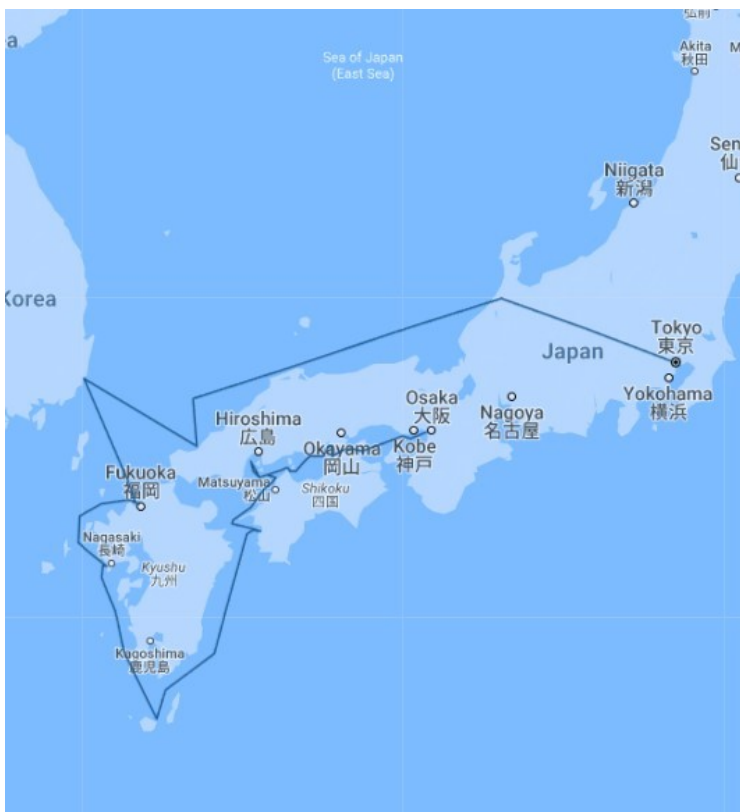 弘前
Akita
秋田
Sea of Japan
(East Sea)
Niigata
新潟
Korea
Tokyo
東京
Japan
Yokohama
横浜
Osaka
大阪
Nagoya
名古屋
Hiroshima
広島
Okayama
岡山
Kobe
神戸
Fukuoka
福岡
Matsuyama
松山
Shikoku
四国
Nagasaki
長崎
Kyushu
九州
Kagoshima
鹿児島